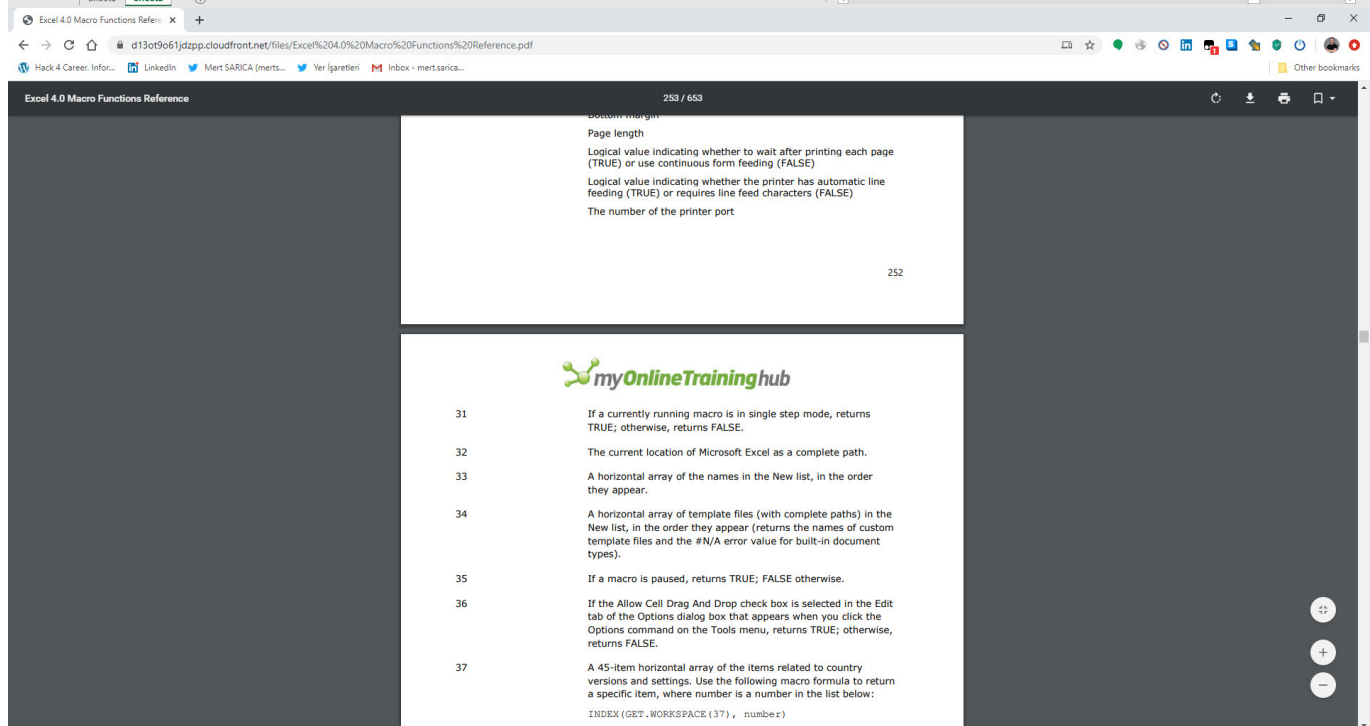 Excel 4.0 Macro Functions Refere
d13ot9o61jdzpp.cloudfront.net/files/Excel%204.0%20Macro%20Functions%20Reference.pdf
Hack 4 Career. Infor... LinkedIn Mert SARICA (merts... Yer İşaretleri Inbox - mert.sarica... Other bookmarks
Excel 4.0 Macro Functions Reference 253 / 653
Bottom margin
Page length
Logical value indicating whether to wait after printing each page
(TRUE) or use continuous form feeding (FALSE)
Logical value indicating whether the printer has automatic line
feeding (TRUE) or requires line feed characters (FALSE)
The number of the printer port
252
myOnlineTraininghub
31 If a currently running macro is in single step mode, returns
TRUE; otherwise, returns FALSE.
32 The current location of Microsoft Excel as a complete path.
33 A horizontal array of the names in the New list, in the order
they appear.
34 A horizontal array of template files (with complete paths) in the
New list, in the order they appear (returns the names of custom
template files and the #N/A error value for built-in document
types).
35 If a macro is paused, returns TRUE; FALSE otherwise.
36 If the Allow Cell Drag And Drop check box is selected in the Edit
tab of the Options dialog box that appears when you click the
Options command on the Tools menu, returns TRUE; otherwise,
returns FALSE.
37 A 45-item horizontal array of the items related to country
versions and settings. Use the following macro formula to return
a specific item, where number is a number in the list below:
INDEX(GET.WORKSPACE(37), number)